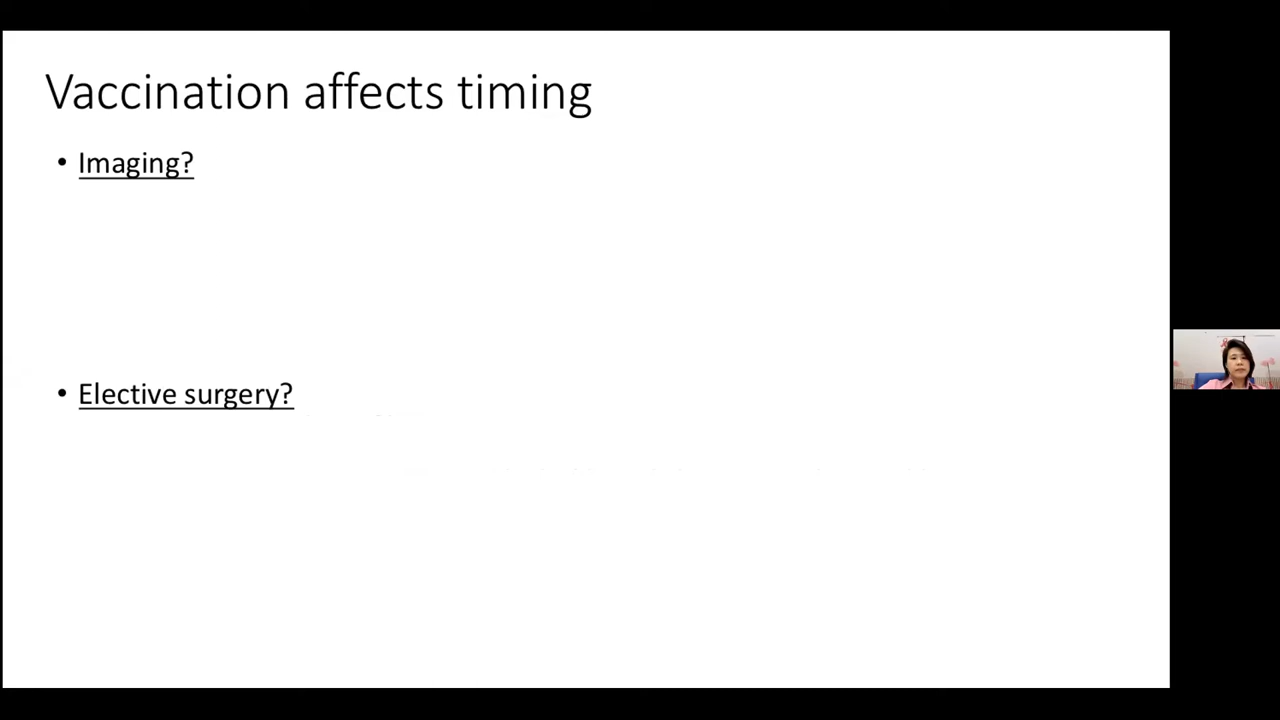 Vaccination affects timing
• Imaging?
• Elective surgery?